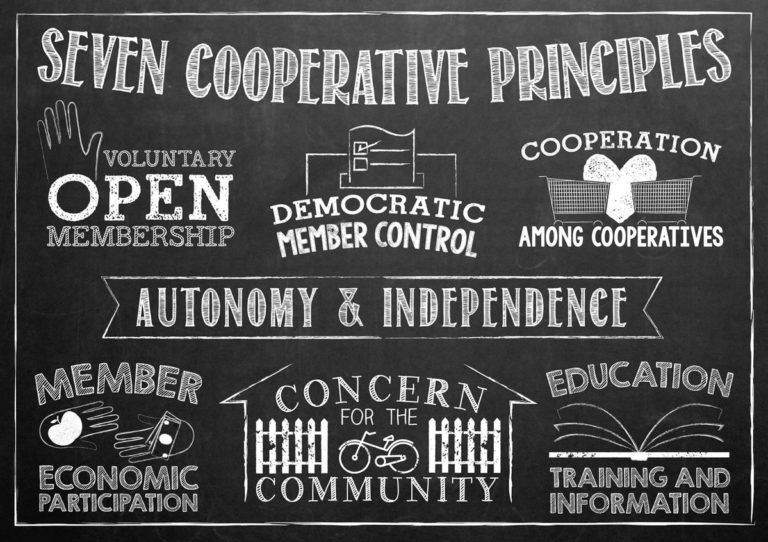 SEVEN COOPERATIVE PRINCIPLES
VOLUNTARY
OPEN
MEMBERSHIP
DEMOCRATIC
MEMBER CONTROL
COOPERATION
AMONG COOPERATIVES
AUTONOMY & INDEPENDENCE
MEMBER
ECONOMIC
PARTICIPATION
CONCERN
FOR THE
COMMUNITY
EDUCATION
TRAINING AND
INFORMATION